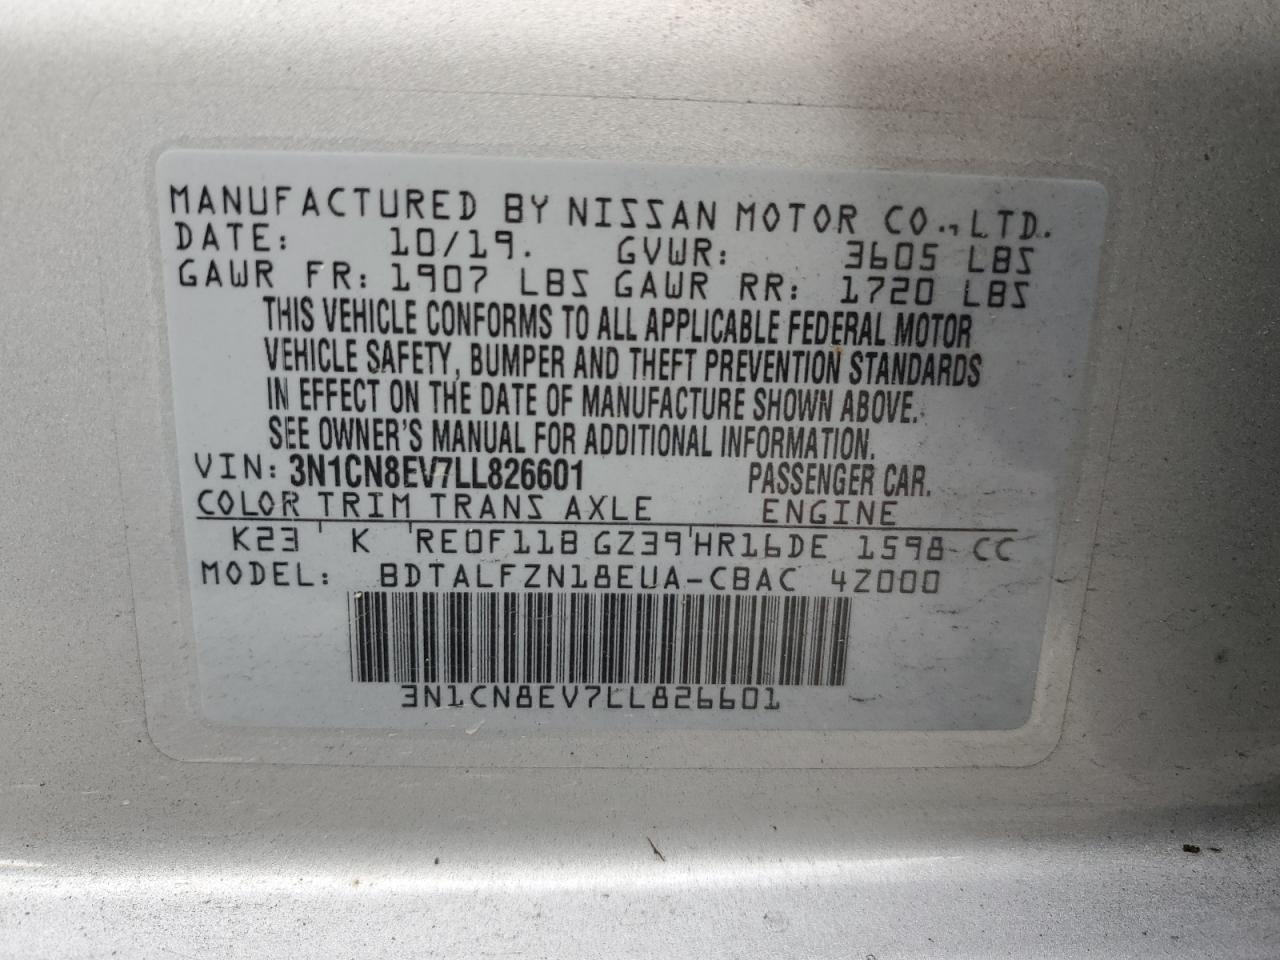 MANUFACTURED BY NISSAN MOTOR CO., LTD.
DATE: 10/19. GVWR: 3605 LBS
GAWR FR: 1907 LBS GAWR RR: 1720 LBS
THIS VEHICLE CONFORMS TO ALL APPLICABLE FEDERAL MOTOR
VEHICLE SAFETY, BUMPER AND THEFT PREVENTION STANDARDS
IN EFFECT ON THE DATE OF MANUFACTURE SHOWN ABOVE.
SEE OWNER'S MANUAL FOR ADDITIONAL INFORMATION.
VIN: 3N1CN8EV7LL826601 PASSENGER CAR.
COLOR TRIM TRANS AXLE ENGINE
K23 K RE0F11B GZ39 HR16DE 1598 CC
MODEL: BDTALFZN18EUA-CBAC 42000
3N1CN8EV7LL826601